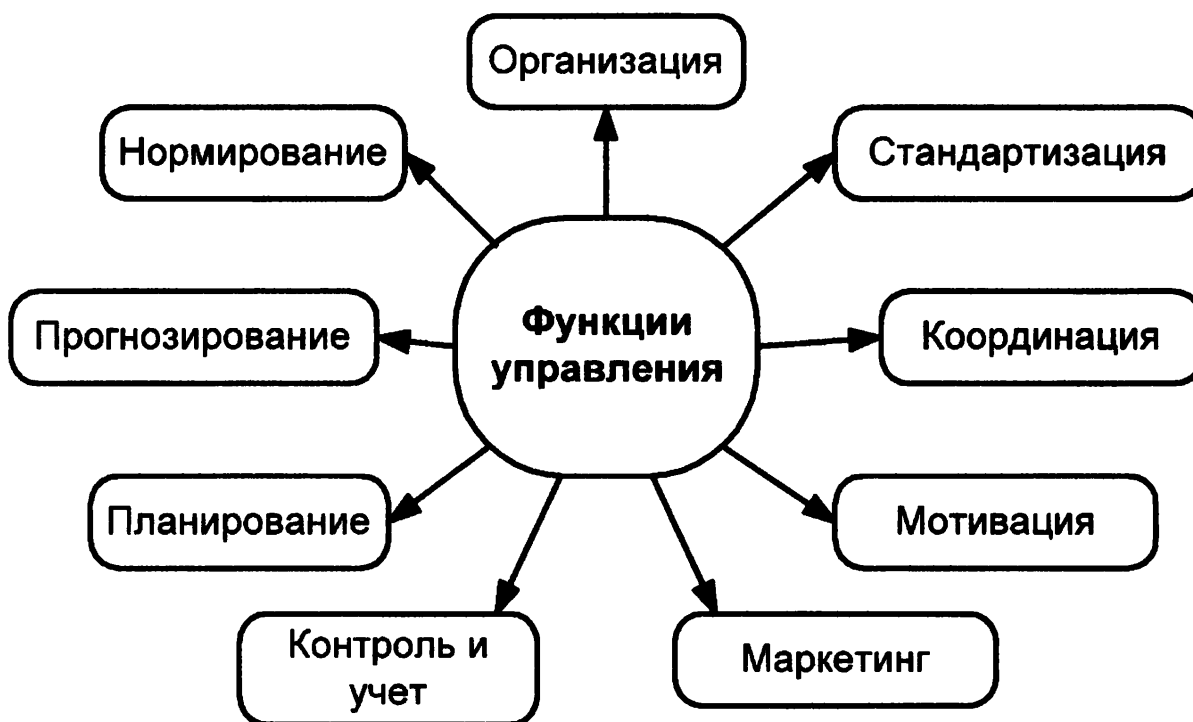 Организация
Нормирование
Стандартизация
Прогнозирование
Функции
управления
Координация
Планирование
Мотивация
Контроль и
учет
Маркетинг